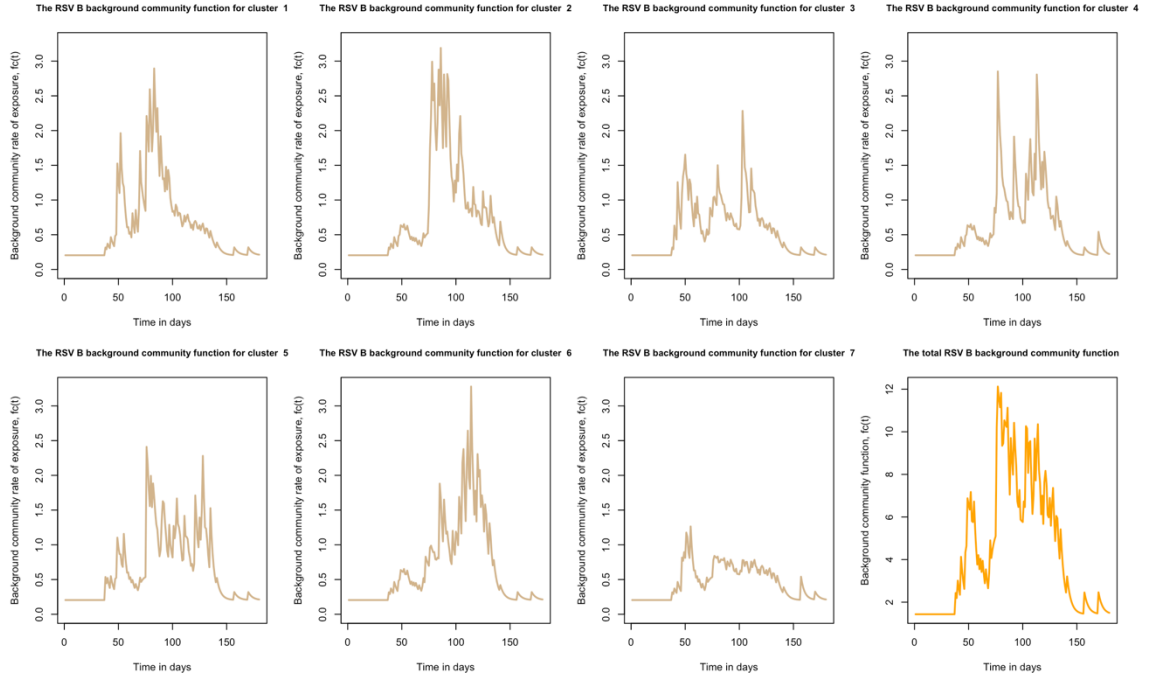 The RSV B background community function for cluster 1
Background community rate of exposure, fc(t)
0.0 0.5 1.0 1.5 2.0 2.5 3.0
0 50 100 150
Time in days
The RSV B background community function for cluster 2
Background community rate of exposure, fc(t)
0.0 0.5 1.0 1.5 2.0 2.5 3.0
0 50 100 150
Time in days
The RSV B background community function for cluster 3
Background community rate of exposure, fc(t)
0.0 0.5 1.0 1.5 2.0 2.5 3.0
0 50 100 150
Time in days
The RSV B background community function for cluster 4
Background community rate of exposure, fc(t)
0.0 0.5 1.0 1.5 2.0 2.5 3.0
0 50 100 150
Time in days
The RSV B background community function for cluster 5
Background community rate of exposure, fc(t)
0.0 0.5 1.0 1.5 2.0 2.5 3.0
0 50 100 150
Time in days
The RSV B background community function for cluster 6
Background community rate of exposure, fc(t)
0.0 0.5 1.0 1.5 2.0 2.5 3.0
0 50 100 150
Time in days
The RSV B background community function for cluster 7
Background community rate of exposure, fc(t)
0.0 0.5 1.0 1.5 2.0 2.5 3.0
0 50 100 150
Time in days
The total RSV B background community function
Background community function, fc(t)
2 4 6 8 10 12
0 50 100 150
Time in days